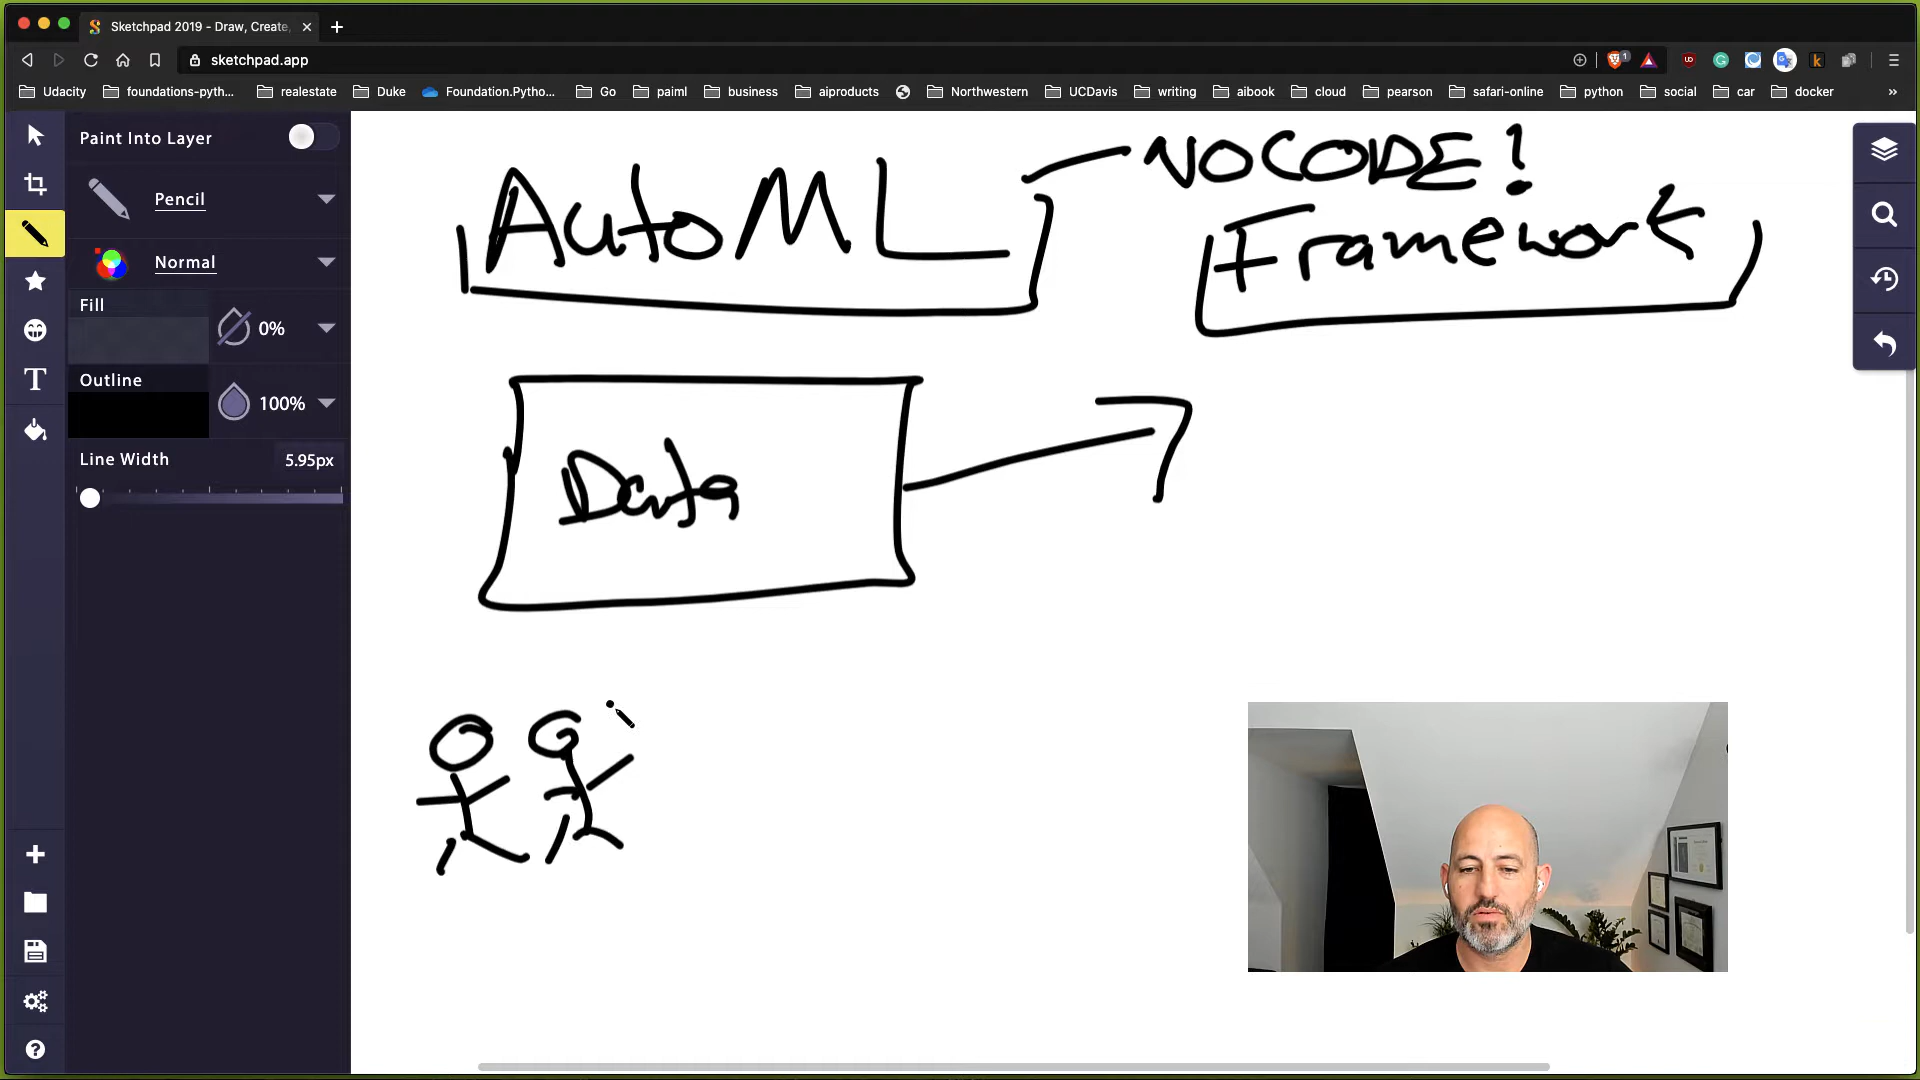 Sketchpad 2019 - Draw, Create,
sketchpad.app
1
Udacity foundations-pyth... realestate Duke Foundation.Pytho... Go paiml business aiproducts Northwestern UCDavis writing aibook cloud pearson safari-online python social car docker »
Paint Into Layer
Pencil
Normal
Fill
0%
Outline
100%
Line Width 5.95px
T
AutoML
NOCODE!
Framework
Data